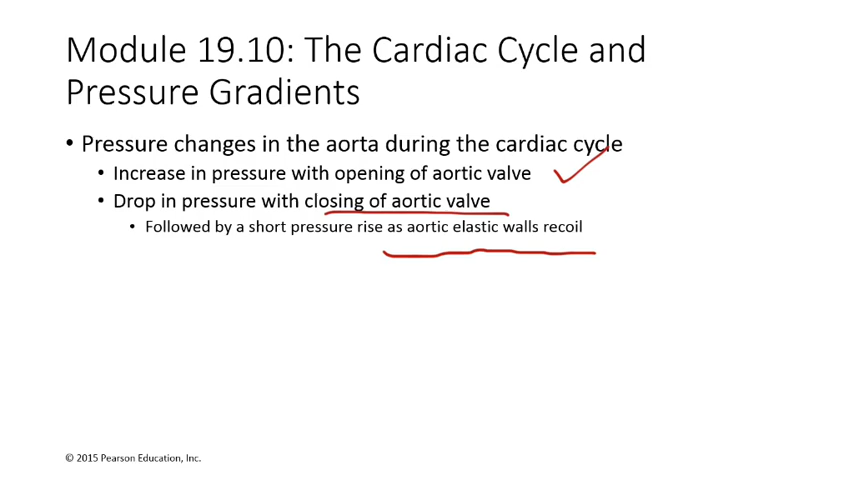 Module 19.10: The Cardiac Cycle and
Pressure Gradients
• Pressure changes in the aorta during the cardiac cycle
• Increase in pressure with opening of aortic valve
• Drop in pressure with closing of aortic valve
• Followed by a short pressure rise as aortic elastic walls recoil
© 2015 Pearson Education, Inc.